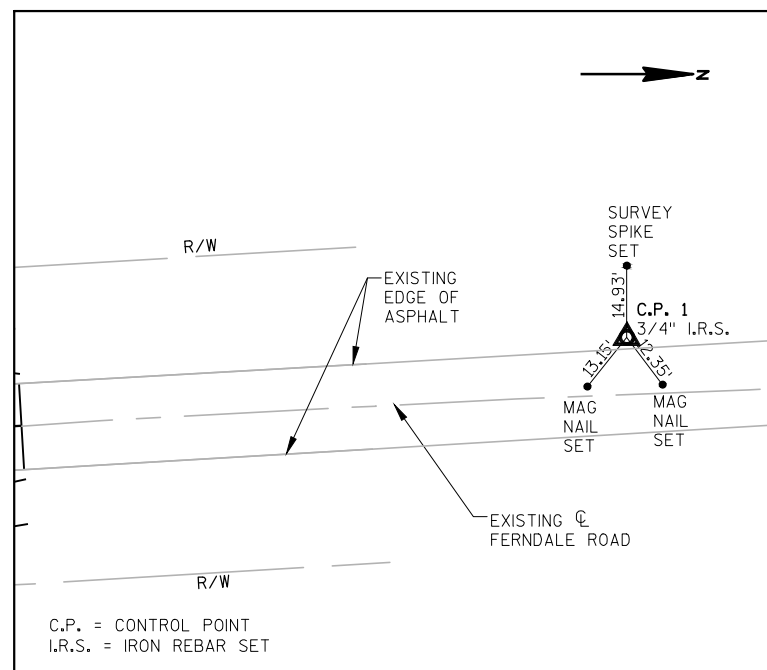 N
R/W
SURVEY
SPIKE
SET
14.93'
C.P. 1
3/4" I.R.S.
EXISTING
EDGE OF
ASPHALT
13.15'
12.35'
MAG
NAIL
SET
MAG
NAIL
SET
EXISTING ℄
FERNDALE ROAD
R/W
C.P. = CONTROL POINT
I.R.S. = IRON REBAR SET